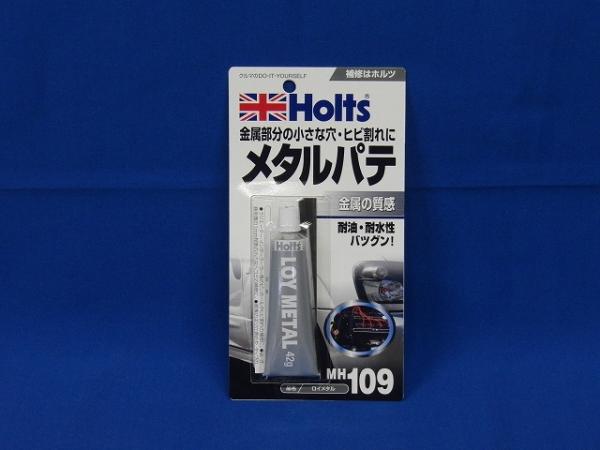 クルマのDO-IT-YOURSELF
補修はホルツ
Holts®
金属部分の小さな穴・ヒビ割れに
メタルパテ
金属の質感
耐油・耐水性
バツグン!
Holts
LOY METAL 42g
MH109
ロイメタル